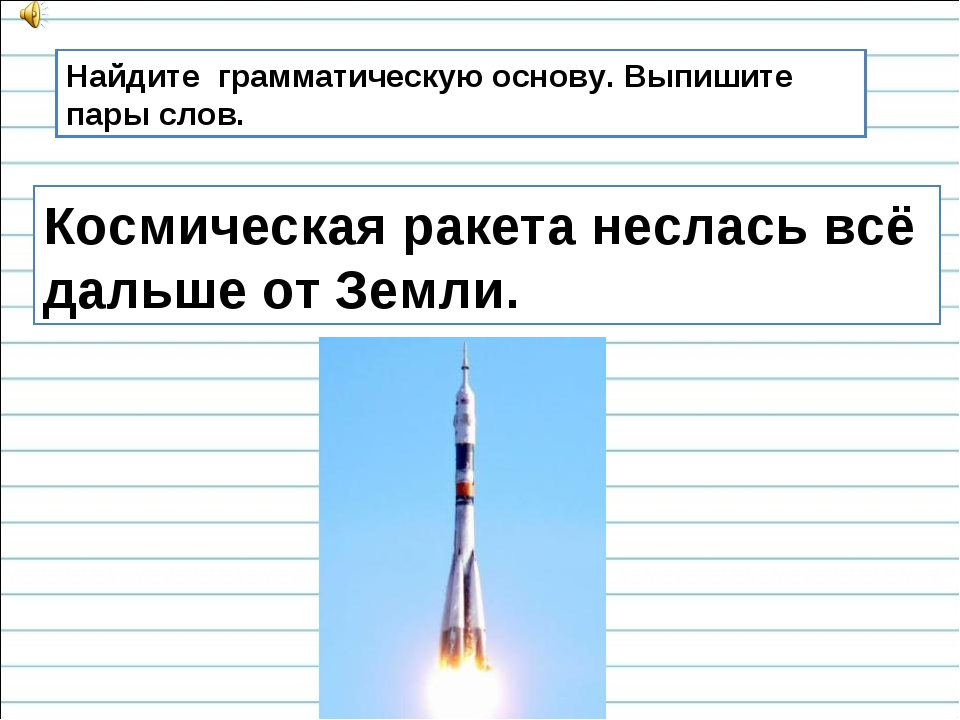 Найдите  грамматическую основу. Выпишите
пары слов.
Космическая ракета неслась всё
дальше от Земли.